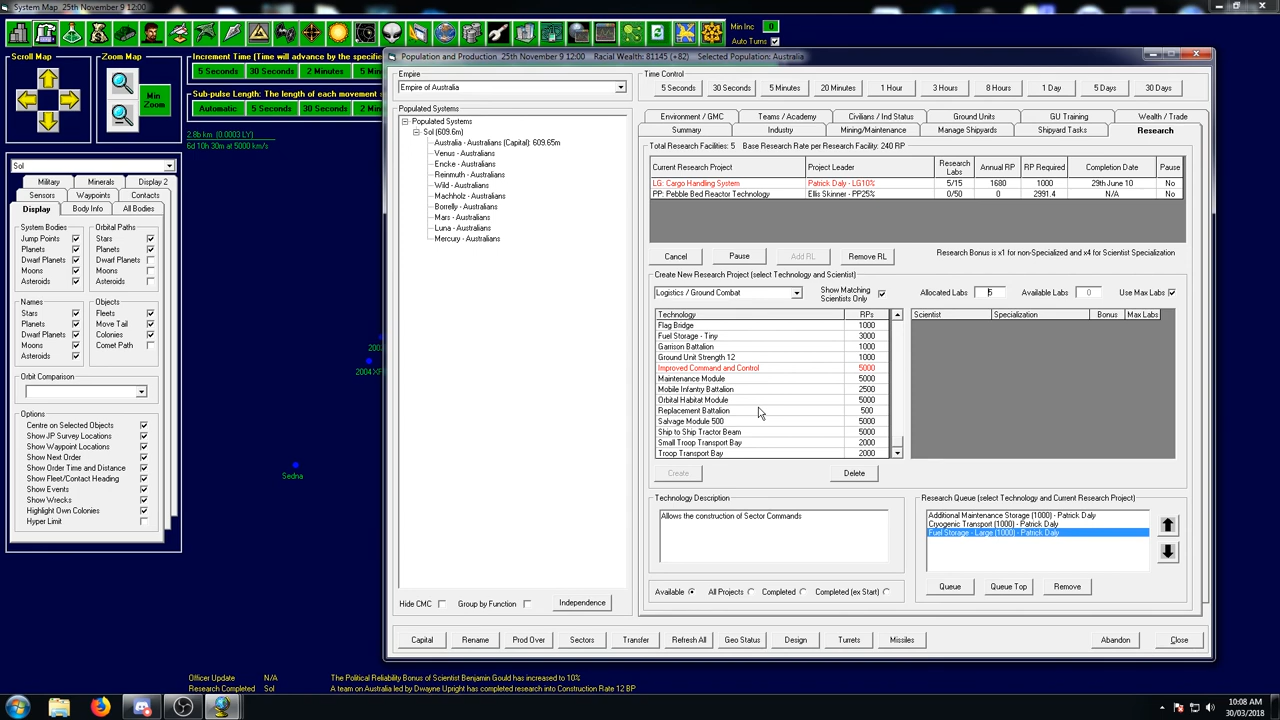 System Map   25th November 9 12:00
Min Inc 0
Auto Turns
Scroll Map
Zoom Map
Min Zoom
Increment Time (Time will advance by the specific
5 Seconds 30 Seconds 2 Minutes
Sub-pulse Length: The length of each movement
Automatic 5 Seconds 30 Seconds
2.8b km (0.0003 LY)
6d 10h 30m at 5000 km/s
Sol
Military Minerals Display 2
Sensors Waypoints Contacts
Display Body Info All Bodies
System Bodies
Jump Points
Planets
Dwarf Planets
Moons
Asteroids
Orbital Paths
Stars
Planets
Dwarf Planets
Moons
Asteroids
Names
Stars
Planets
Dwarf Planets
Moons
Asteroids
Objects
Fleets
Move Tail
Colonies
Comet Path
Orbit Comparison
Options
Centre on Selected Objects
Show JP Survey Locations
Show Waypoint Locations
Show Next Order
Show Order Time and Distance
Show Fleet/Contact Heading
Show Events
Show Wrecks
Highlight Own Colonies
Hyper Limit
Sedna
Population and Production   25th November 9 12:00   Racial Wealth: 81145 (+82)   Selected Population: Australia
Empire
Empire of Australia
Populated Systems
Populated Systems
Sol (609.6m)
Australia - Australians (Capital): 609.65m
Venus - Australians
Encke - Australians
Reinmuth - Australians
Wild - Australians
Machholz - Australians
Borrelly - Australians
Mars - Australians
Luna - Australians
Mercury - Australians
Hide CMC
Group by Function
Independence
Time Control
5 Seconds 30 Seconds 5 Minutes 20 Minutes 1 Hour 3 Hours 8 Hours 1 Day 5 Days 30 Days
Environment / GMC Teams / Academy Civilians / Ind Status Ground Units GU Training Wealth / Trade
Summary Industry Mining/Maintenance Manage Shipyards Shipyard Tasks Research
Total Research Facilities: 5   Base Research Rate per Research Facility: 240 RP
Current Research Project Project Leader Research Labs Annual RP RP Required Completion Date Pause
LG: Cargo Handling System Patrick Daly - LG10% 5/15 1680 1000 29th June 10 No
PP: Pebble Bed Reactor Technology Ellis Skinner - PP25% 0/50 0 2991.4 N/A No
Cancel Pause Add RL Remove RL
Research Bonus is x1 for non-Specialized and x4 for Scientist Specialization
Create New Research Project (select Technology and Scientist)
Logistics / Ground Combat
Show Matching Scientists Only
Allocated Labs 5
Available Labs 0
Use Max Labs
Technology RPs
Flag Bridge 1000
Fuel Storage - Tiny 3000
Garrison Battalion 1000
Ground Unit Strength 12 1000
Improved Command and Control 5000
Maintenance Module 5000
Mobile Infantry Battalion 2500
Orbital Habitat Module 5000
Replacement Battalion 500
Salvage Module 500 5000
Ship to Ship Tractor Beam 5000
Small Troop Transport Bay 2000
Troop Transport Bay 2000
Scientist Specialization Bonus Max Labs
Create Delete
Technology Description
Allows the construction of Sector Commands
Available All Projects Completed Completed (ex Start)
Research Queue (select Technology and Current Research Project)
Additional Maintenance Storage (1000) - Patrick Daly
Cryogenic Transport (1000) - Patrick Daly
Fuel Storage - Large (1000) - Patrick Daly
Queue Queue Top Remove
Capital Rename Prod Over Sectors Transfer Refresh All Geo Status Design Turrets Missiles Abandon Close
Officer Update N/A The Political Reliability Bonus of Scientist Benjamin Gould has increased to 10%
Research Completed Sol A team on Australia led by Dwayne Upright has completed research into Construction Rate 12 BP
10:08 AM
30/03/2018